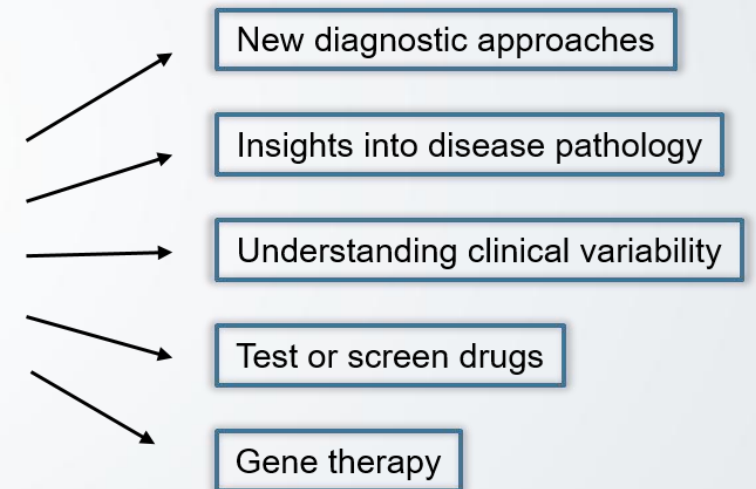 New diagnostic approaches
Insights into disease pathology
Understanding clinical variability
Test or screen drugs
Gene therapy